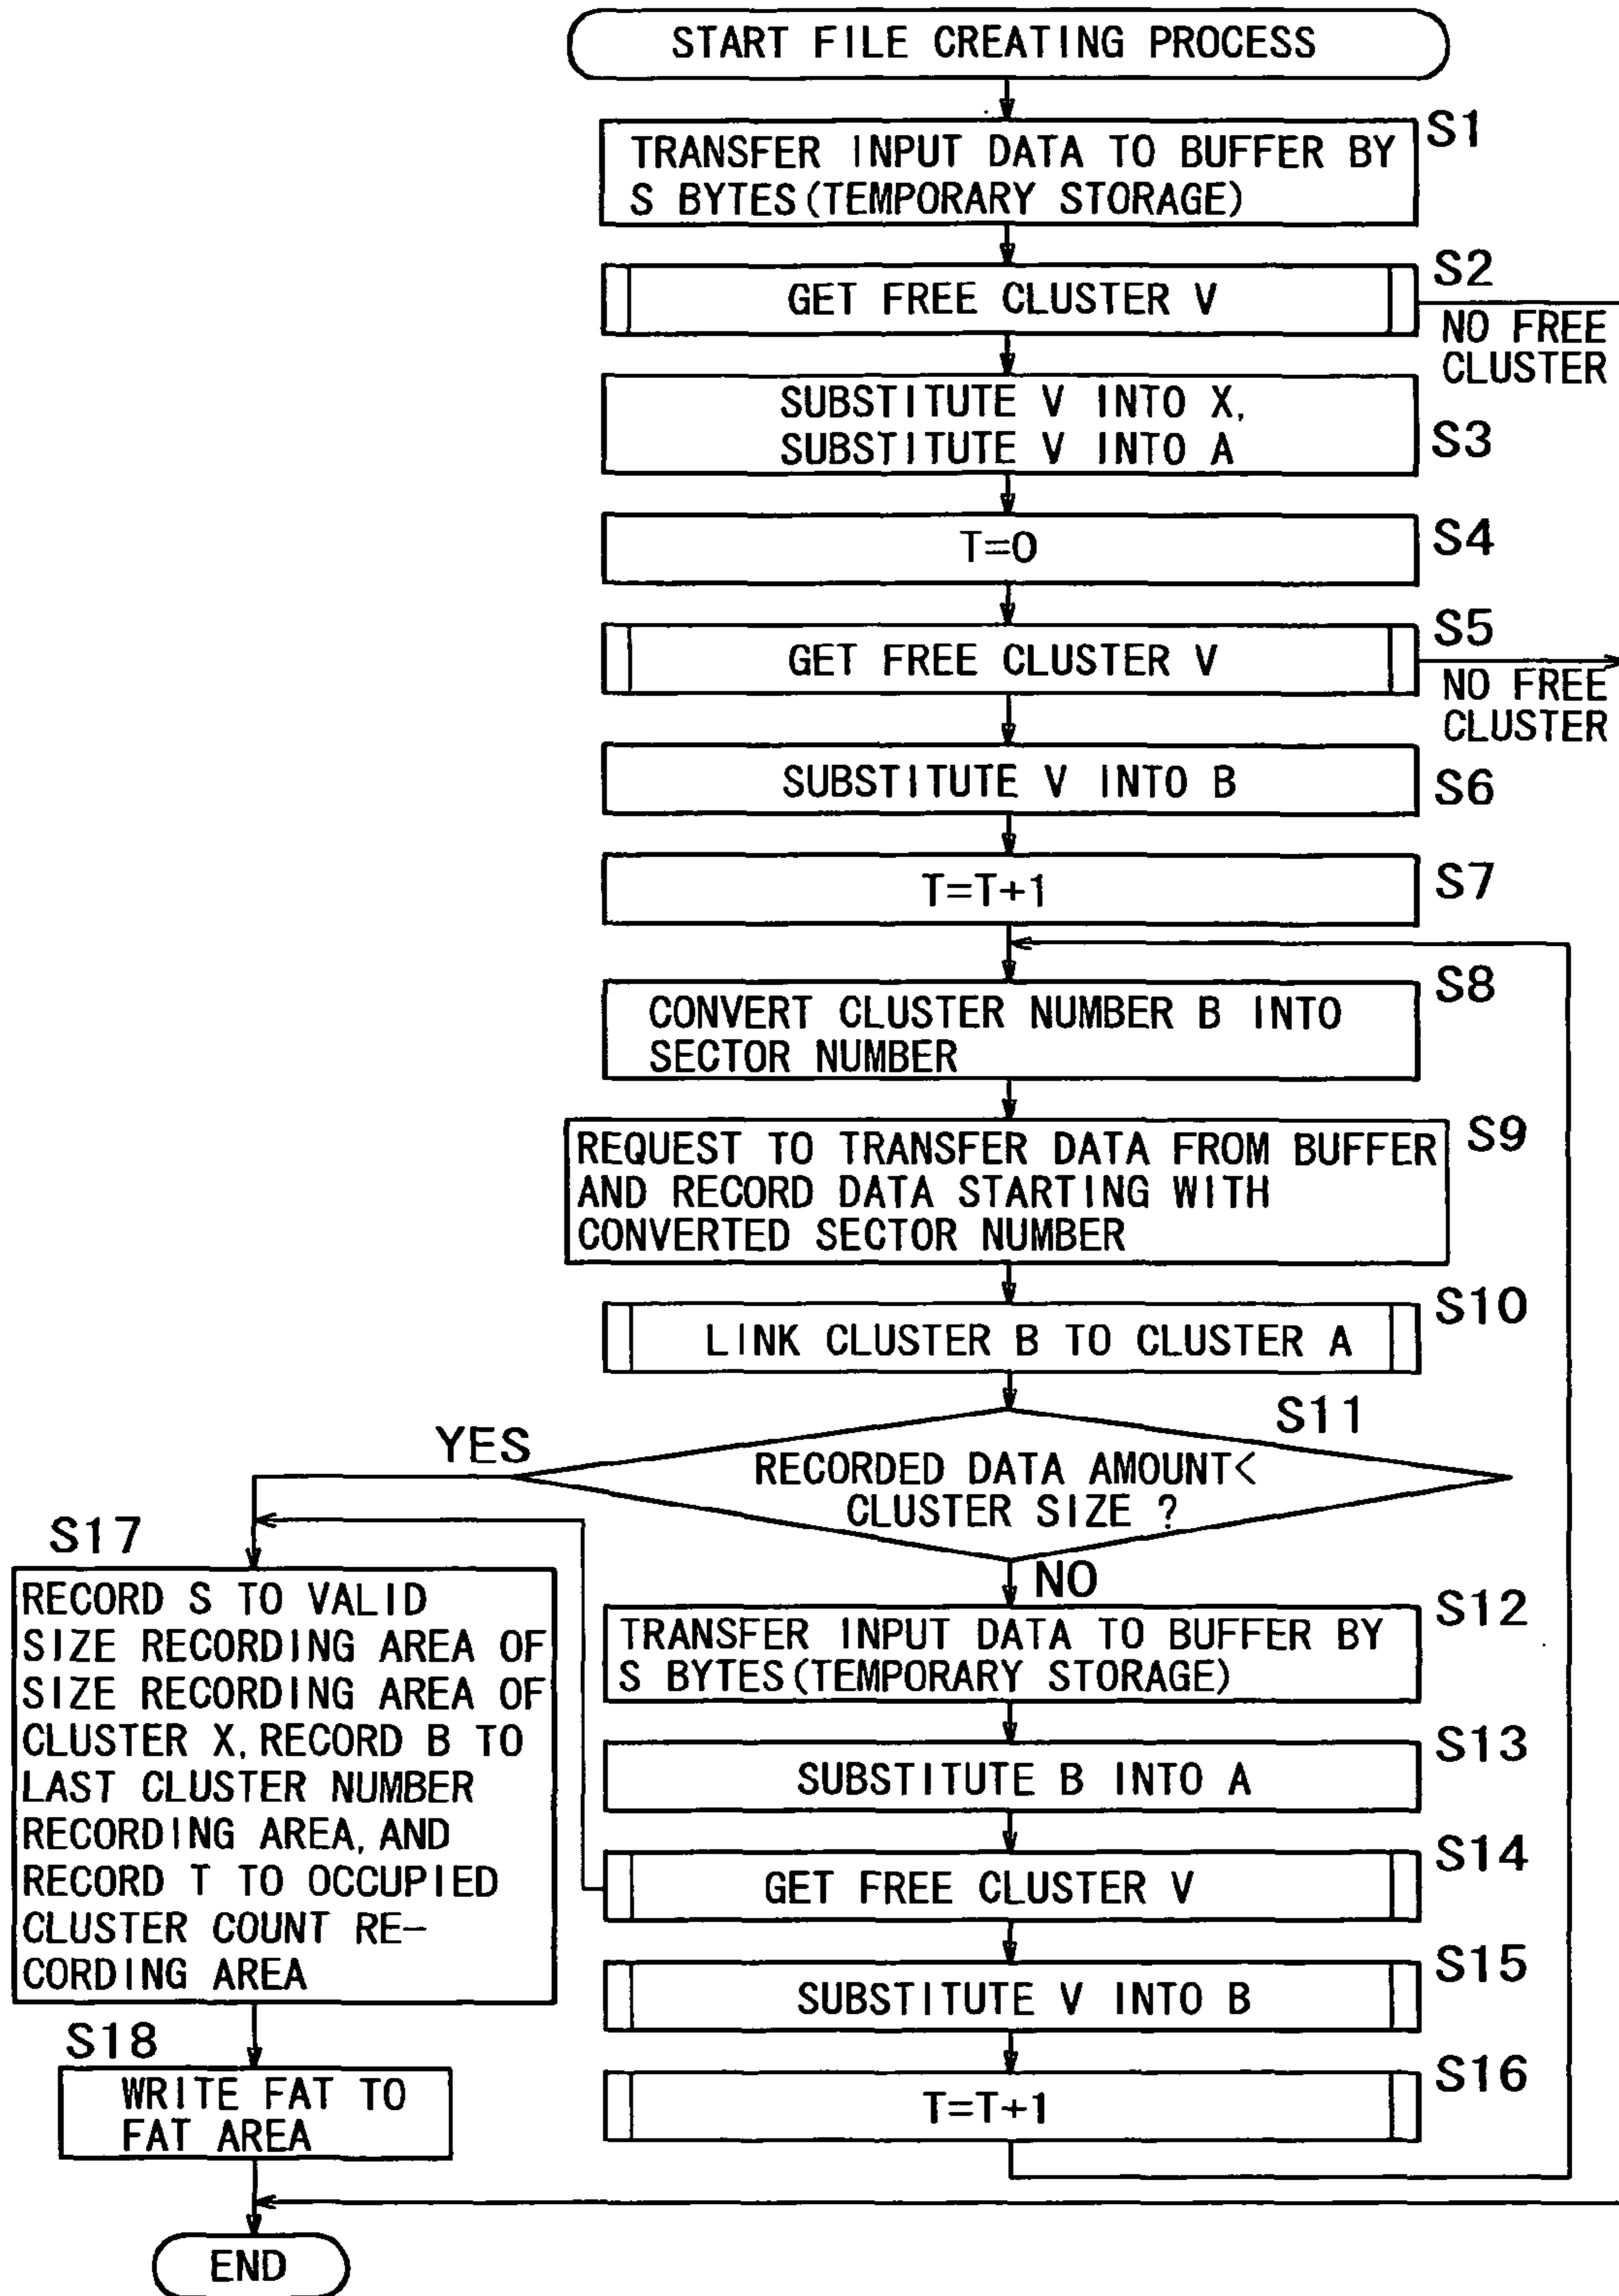 START FILE CREATING PROCESS
S1
TRANSFER INPUT DATA TO BUFFER BY
S BYTES(TEMPORARY STORAGE)
S2
GET FREE CLUSTER V
NO FREE
CLUSTER
SUBSTITUTE V INTO X,
SUBSTITUTE V INTO A
S3
T=0
S4
S5
GET FREE CLUSTER V
NO FREE
CLUSTER
SUBSTITUTE V INTO B
S6
T=T+1
S7
S8
CONVERT CLUSTER NUMBER B INTO
SECTOR NUMBER
S9
REQUEST TO TRANSFER DATA FROM BUFFER
AND RECORD DATA STARTING WITH
CONVERTED SECTOR NUMBER
S10
LINK CLUSTER B TO CLUSTER A
S11
YES
RECORDED DATA AMOUNT<
CLUSTER SIZE ?
NO
S12
TRANSFER INPUT DATA TO BUFFER BY
S BYTES(TEMPORARY STORAGE)
S13
SUBSTITUTE B INTO A
S14
GET FREE CLUSTER V
S15
SUBSTITUTE V INTO B
S16
T=T+1
S17
RECORD S TO VALID
SIZE RECORDING AREA OF
SIZE RECORDING AREA OF
CLUSTER X, RECORD B TO
LAST CLUSTER NUMBER
RECORDING AREA, AND
RECORD T TO OCCUPIED
CLUSTER COUNT RE-
CORDING AREA
S18
WRITE FAT TO
FAT AREA
END